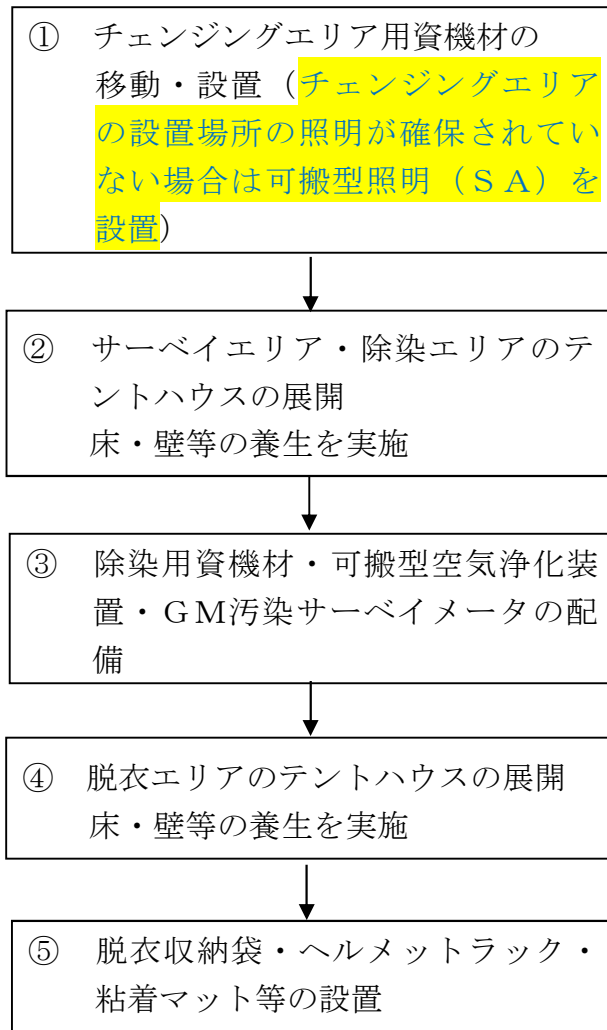 ① チェンジングエリア用資機材の
移動・設置(チェンジングエリア
の設置場所の照明が確保されてい
ない場合は可搬型照明(SA)を
設置)
② サーベイエリア・除染エリアのテ
ントハウスの展開
床・壁等の養生を実施
③ 除染用資機材・可搬型空気浄化装
置・GM汚染サーベイメータの配
備
④ 脱衣エリアのテントハウスの展開
床・壁等の養生を実施
⑤ 脱衣収納袋・ヘルメットラック・
粘着マット等の設置